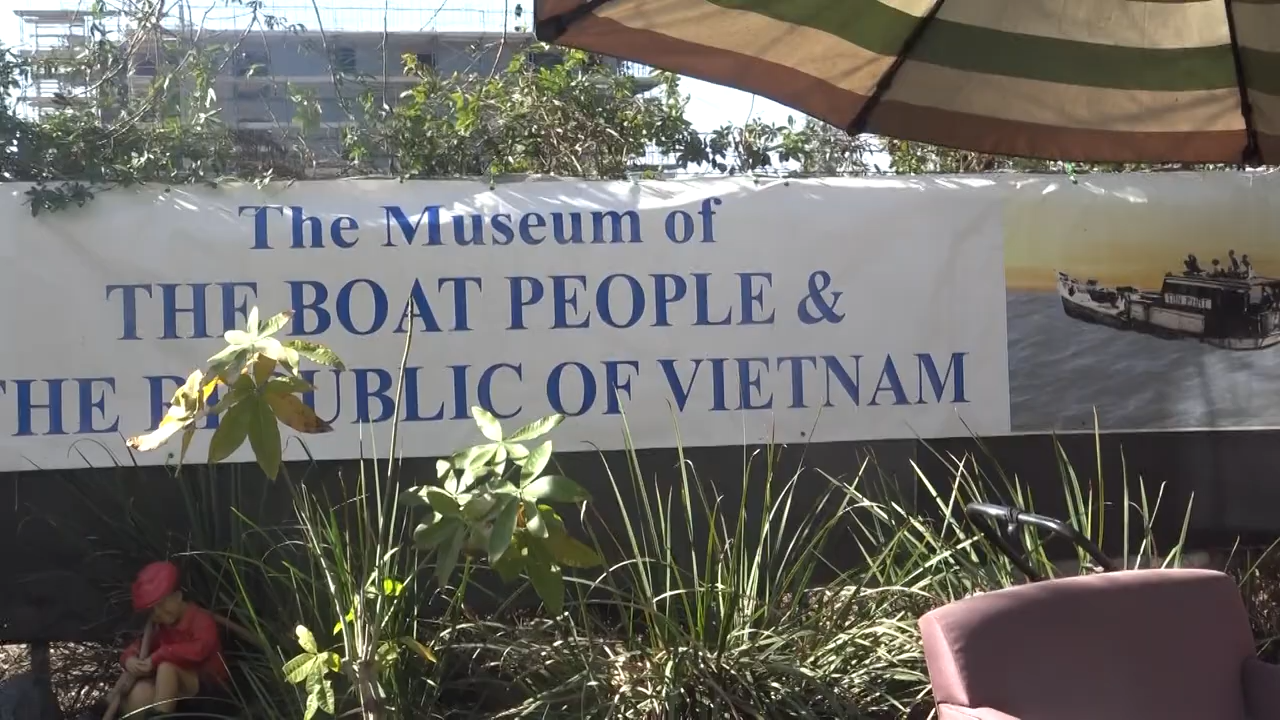 The Museum of
THE BOAT PEOPLE &
THE REPUBLIC OF VIETNAM